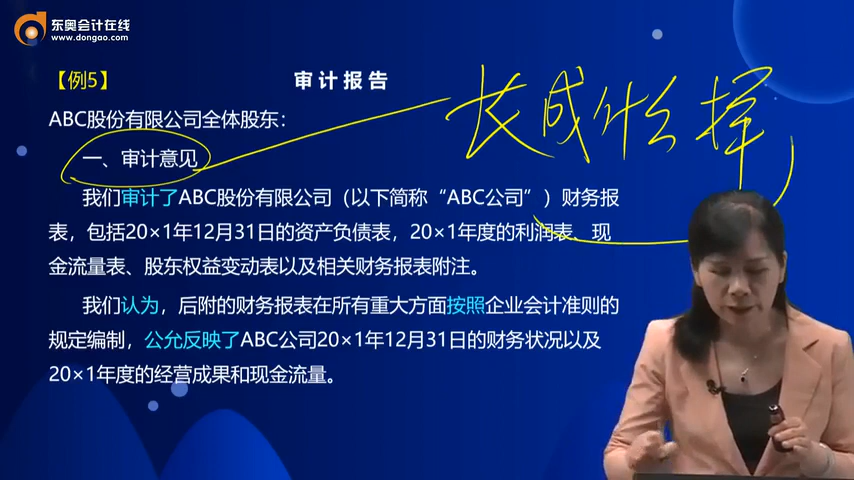 东奥会计在线
www.dongao.com
【例5】
审计报告
长成什么样
ABC股份有限公司全体股东：
一、审计意见
我们审计了ABC股份有限公司（以下简称“ABC公司”）财务报
表，包括20×1年12月31日的资产负债表，20×1年度的利润表、现
金流量表、股东权益变动表以及相关财务报表附注。
我们认为，后附的财务报表在所有重大方面按照企业会计准则的
规定编制，公允反映了ABC公司20×1年12月31日的财务状况以及
20×1年度的经营成果和现金流量。